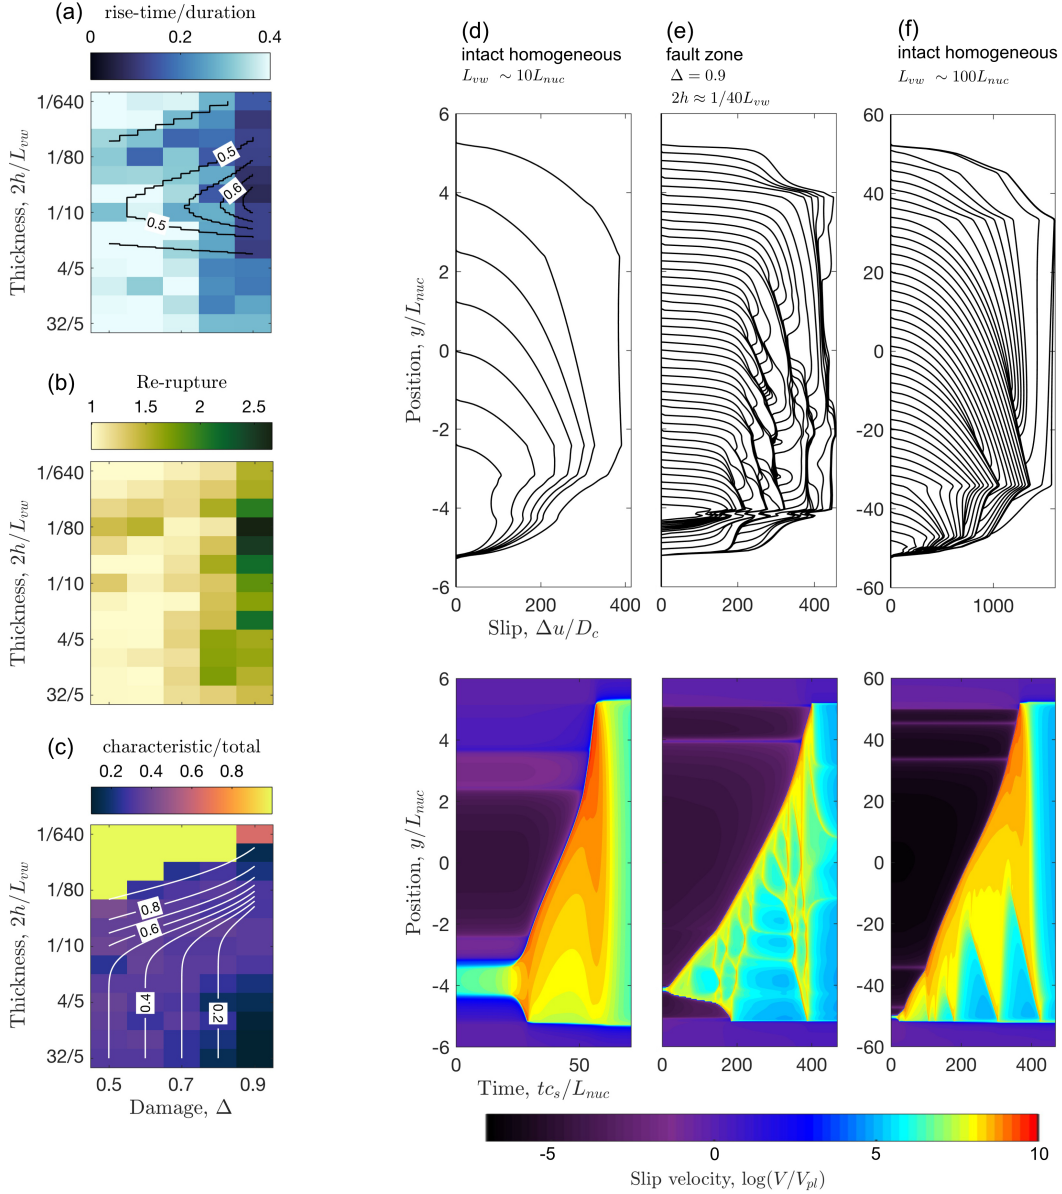 (a)
rise-time/duration
0 0.2 0.4
1/640
1/80
1/10
4/5
32/5
Thickness, 2h/L_vw
0.5
0.6
0.5
(b)
Re-rupture
1 1.5 2 2.5
1/640
1/80
1/10
4/5
32/5
Thickness, 2h/L_vw
(c)
characteristic/total
0.2 0.4 0.6 0.8
1/640
1/80
1/10
4/5
32/5
Thickness, 2h/L_vw
0.8
0.6
0.4
0.2
0.5 0.7 0.9
Damage, Δ
(d)
intact homogeneous
L_vw ~ 10L_nuc
6
4
2
0
-2
-4
-6
Position, y/L_nuc
0 200 400
Slip, Δu/D_c
(e)
fault zone
Δ = 0.9
2h ≈ 1/40L_vw
0 200 400
(f)
intact homogeneous
L_vw ~ 100L_nuc
60
40
20
0
-20
-40
-60
0 1000
6
4
2
0
-2
-4
-6
Position, y/L_nuc
0 50
Time, tc_s/L_nuc
6
4
2
0
-2
-4
-6
0 200 400
60
40
20
0
-20
-40
-60
0 200 400
-5 0 5 10
Slip velocity, log(V/V_pl)